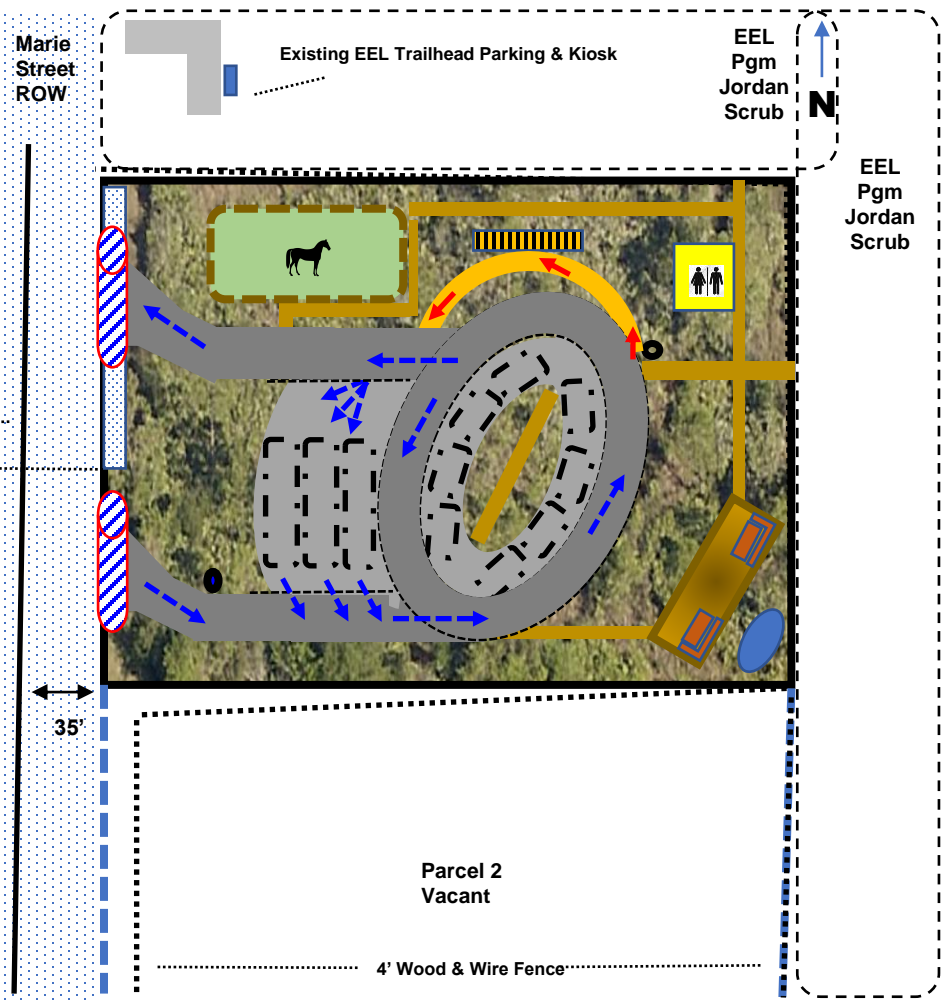 Marie
Street
ROW
Existing EEL Trailhead Parking & Kiosk
EEL
Pgm
Jordan
Scrub
N
EEL
Pgm
Jordan
Scrub
35’
Parcel 2
Vacant
4’ Wood & Wire Fence